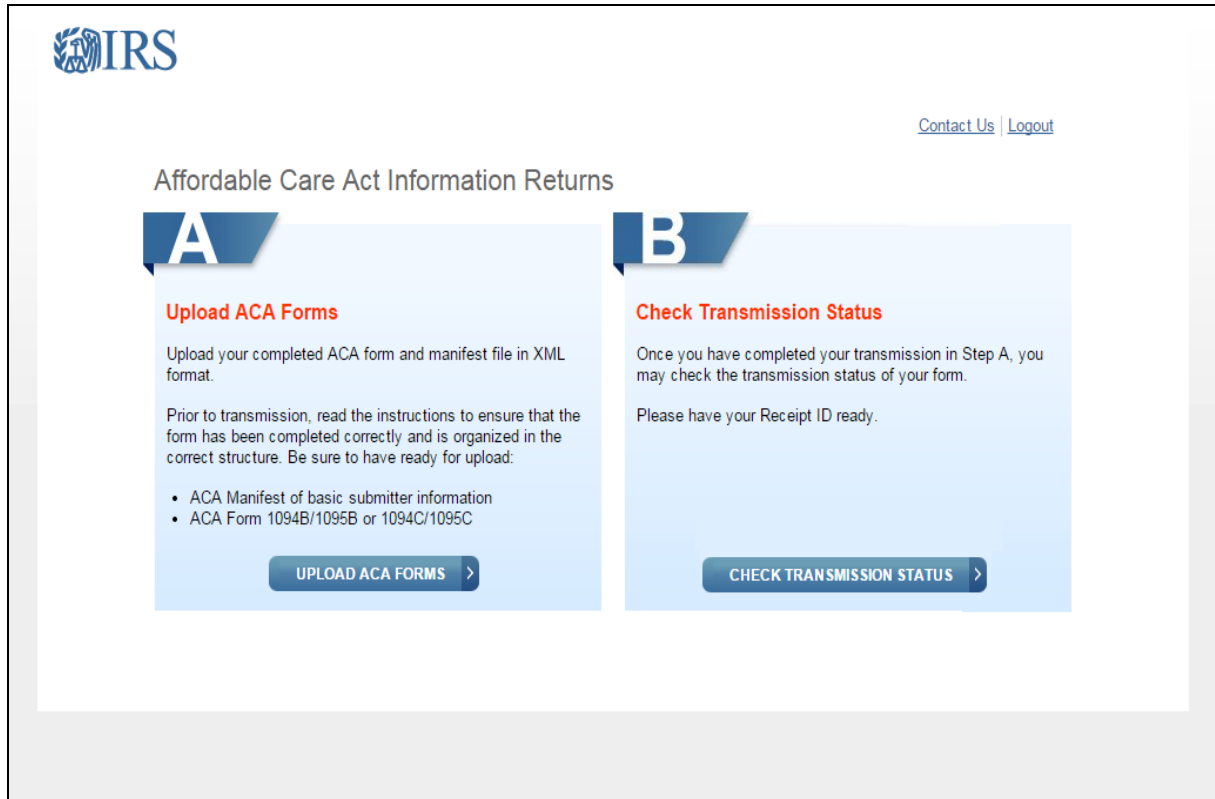 IRS
Contact Us | Logout
Affordable Care Act Information Returns
A
Upload ACA Forms
Upload your completed ACA form and manifest file in XML
format.
Prior to transmission, read the instructions to ensure that the
form has been completed correctly and is organized in the
correct structure. Be sure to have ready for upload:
• ACA Manifest of basic submitter information
• ACA Form 1094B/1095B or 1094C/1095C
UPLOAD ACA FORMS >
B
Check Transmission Status
Once you have completed your transmission in Step A, you
may check the transmission status of your form.
Please have your Receipt ID ready.
CHECK TRANSMISSION STATUS >